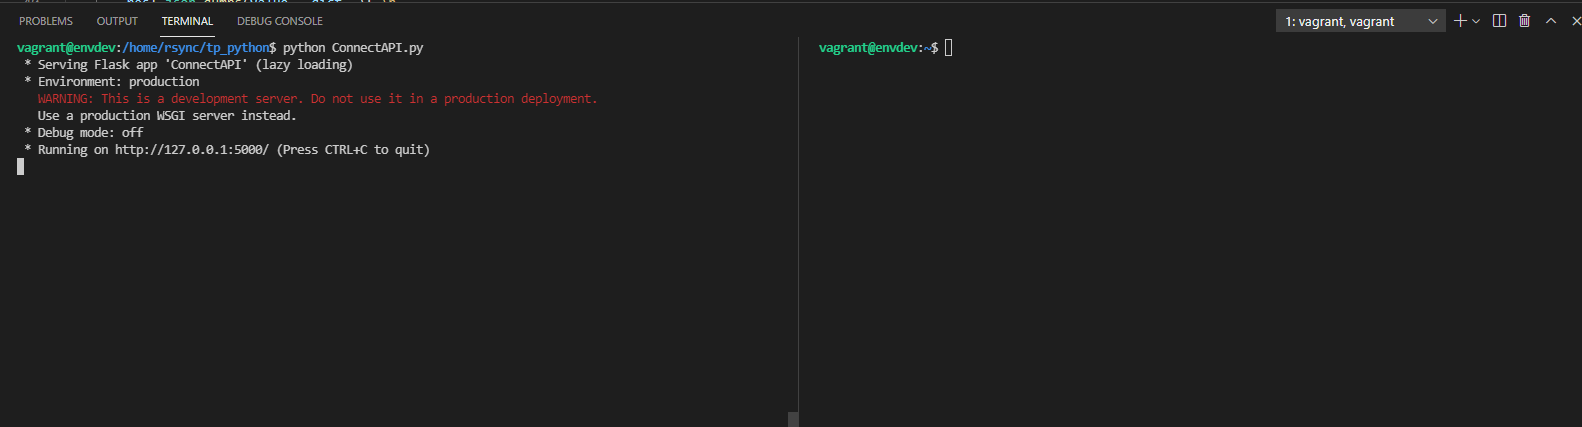 PROBLEMS OUTPUT TERMINAL DEBUG CONSOLE 1: vagrant, vagrant
vagrant@envdev:/home/rsync/tp_python$ python ConnectAPI.py
* Serving Flask app 'ConnectAPI' (lazy loading)
* Environment: production
WARNING: This is a development server. Do not use it in a production deployment.
Use a production WSGI server instead.
* Debug mode: off
* Running on http://127.0.0.1:5000/ (Press CTRL+C to quit)
vagrant@envdev:~$